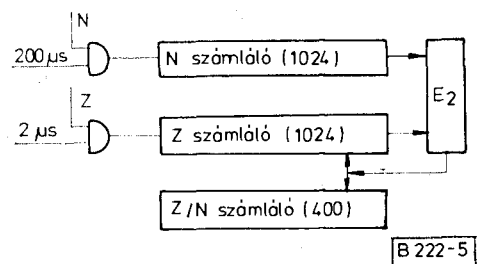 N
200 µs
N számláló (1024)
E2
Z
2 µs
Z számláló (1024)
Z/N számláló (400)
B 222-5